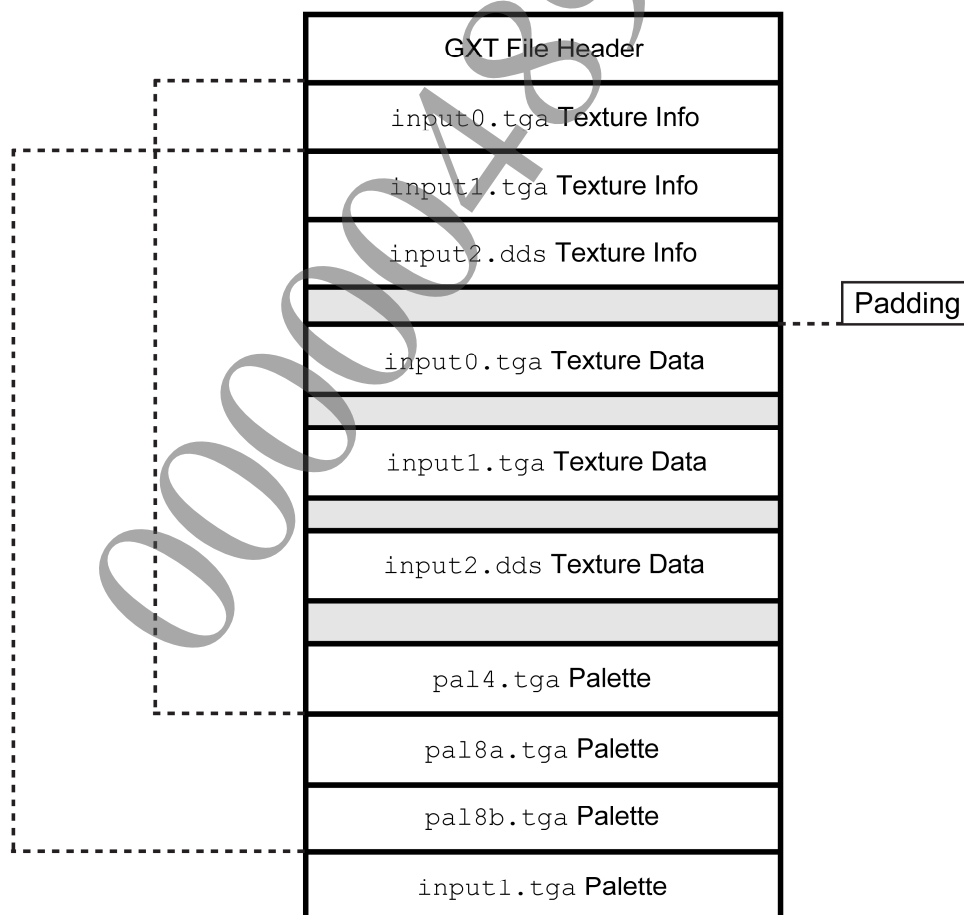 GXT File Header
input0.tga Texture Info
input1.tga Texture Info
input2.dds Texture Info
Padding
input0.tga Texture Data
input1.tga Texture Data
input2.dds Texture Data
pal4.tga Palette
pal8a.tga Palette
pal8b.tga Palette
input1.tga Palette